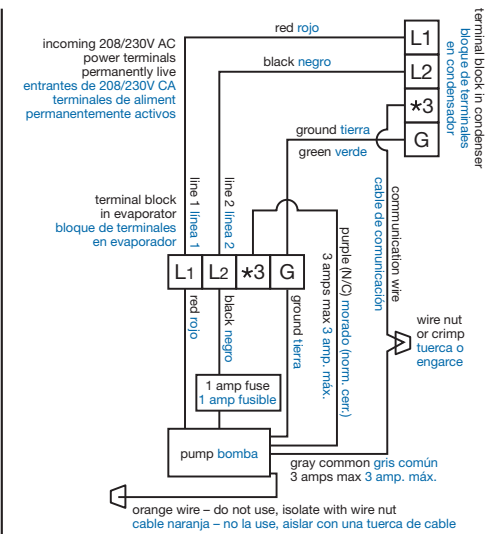 red rojo
L1
incoming 208/230V AC
power terminals
permanently live
entrantes de 208/230V CA
terminales de aliment
permanentemente activos
black negro
L2
*3
ground tierra
green verde
G
terminal block in condenser
bloque de terminales
en condensador
line 1 línea 1
line 2 línea 2
terminal block
in evaporator
bloque de terminales
en evaporador
L1 L2 *3 G
communication wire
cable de comunicación
purple (N/C) morado (norm. cerr.)
3 amps max 3 amp. máx.
red rojo
black negro
ground tierra
wire nut
or crimp
tuerca o
engarce
1 amp fuse
1 amp fusible
pump bomba
gray common gris común
3 amps max 3 amp. máx.
orange wire – do not use, isolate with wire nut
cable naranja – no la use, aislar con una tuerca de cable